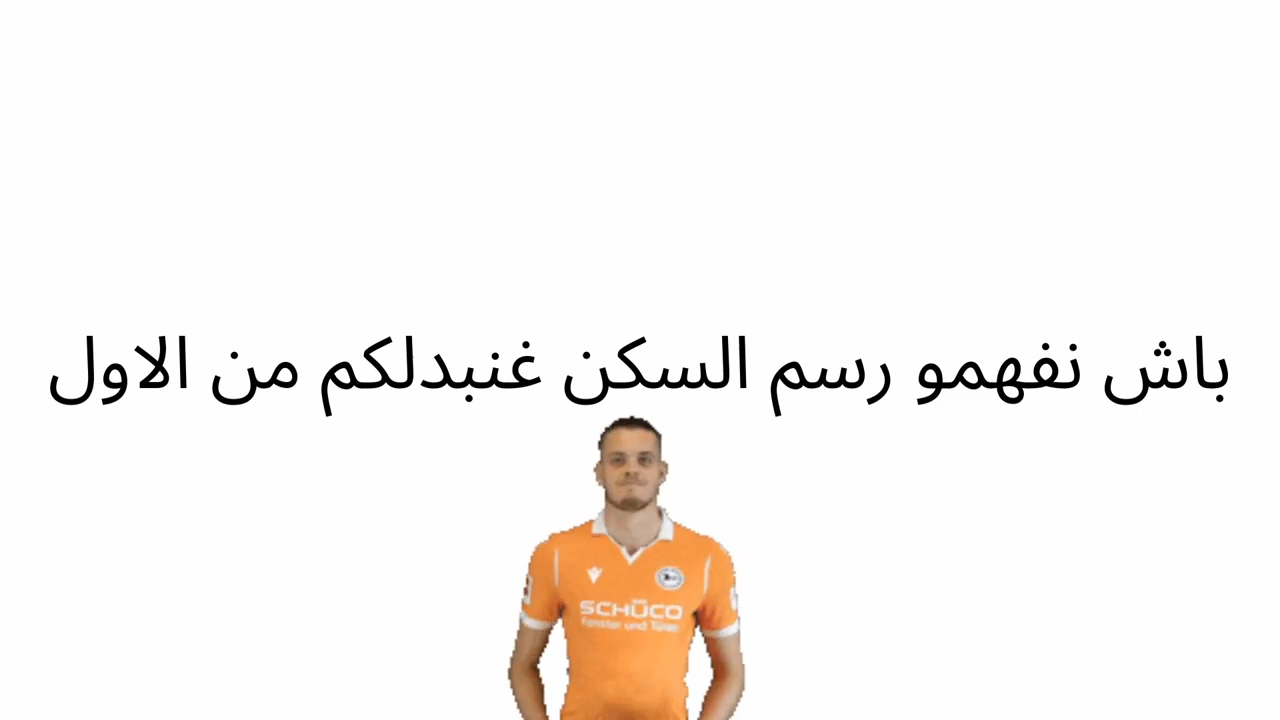 باش نفهمو رسم السكن غنبدلكم من الاول
SCHÜCO
Fenster und Türen